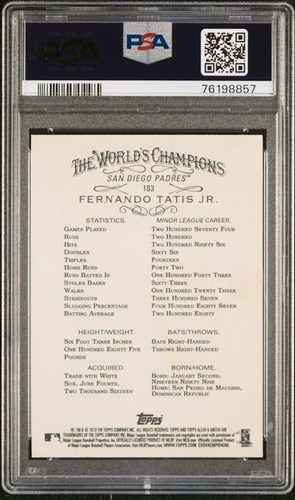 PSA
PSA
76198857
THE WORLD'S CHAMPIONS
SAN DIEGO PADRES™
183
FERNANDO TATIS JR.
STATISTICS. MINOR LEAGUE CAREER.
GAMES PLAYED TWO HUNDRED SEVENTY FOUR
RUNS TWO HUNDRED
HITS TWO HUNDRED NINETY SIX
DOUBLES SIXTY SIX
TRIPLES FOURTEEN
HOME RUNS FORTY TWO
RUNS BATTED IN ONE HUNDRED FORTY THREE
STOLEN BASES SIXTY THREE
WALKS ONE HUNDRED TWENTY THREE
STRIKEOUTS THREE HUNDRED SEVEN
SLUGGING PERCENTAGE FOUR HUNDRED EIGHTY SEVEN
BATTING AVERAGE TWO HUNDRED EIGHTY
HEIGHT/WEIGHT. BATS/THROWS.
SIX FOOT THREE INCHES BATS RIGHT-HANDED
ONE HUNDRED EIGHTY FIVE THROWS RIGHT-HANDED
POUNDS
ACQUIRED. BORN/HOME.
TRADE WITH WHITE BORN: JANUARY SECOND,
SOX, JUNE FOURTH, NINETEEN NINETY NINE
TWO THOUSAND SIXTEEN HOME: SAN PEDRO DE MACORIS,
DOMINICAN REPUBLIC
Topps